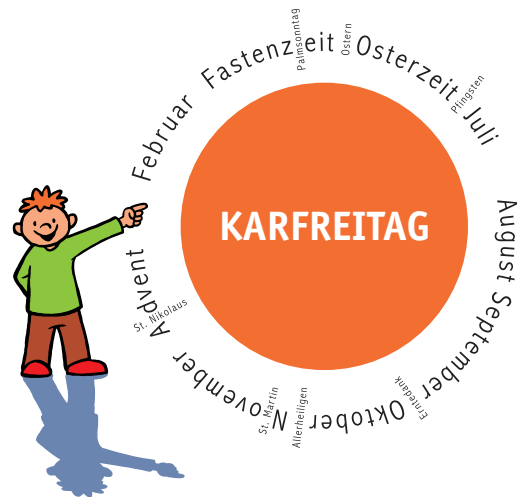 Februar
Fastenzeit
Palmsonntag
Ostern
Osterzeit
Pfingsten
Juli
August
September
Erntedank
Oktober
Allerheiligen
November
St. Martin
Advent
St. Nikolaus
KARFREITAG